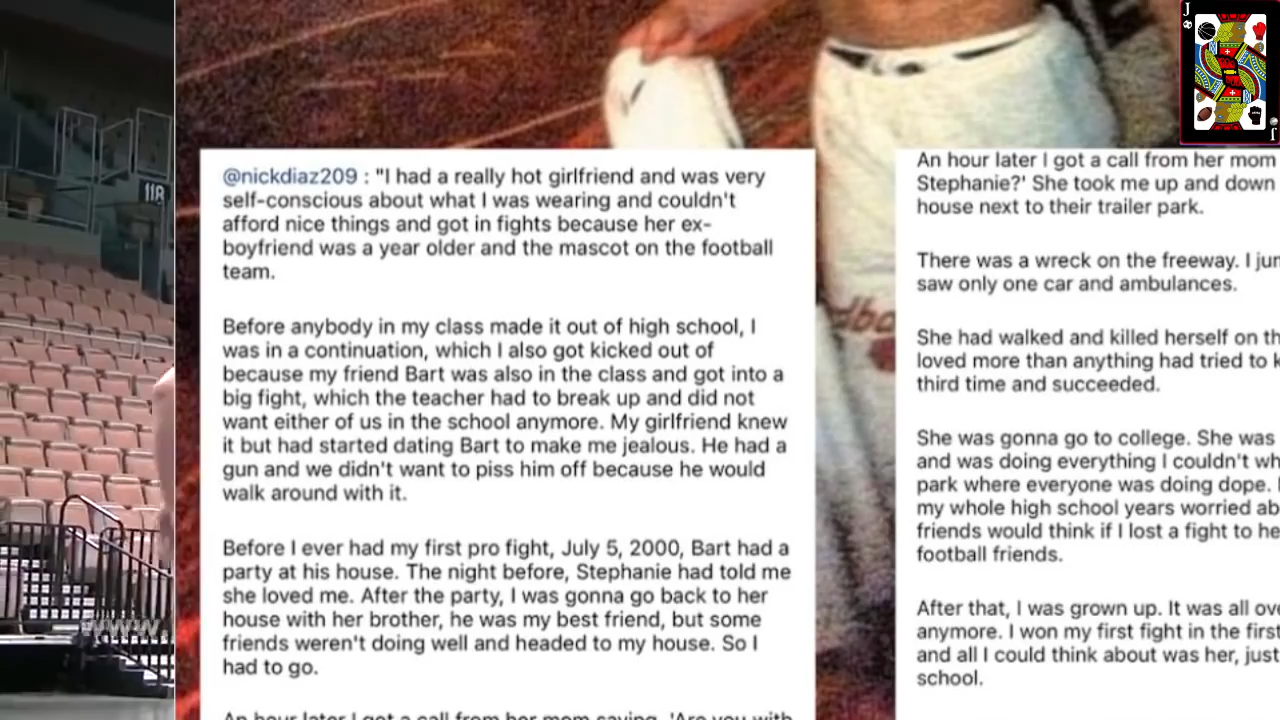 J
118
www.
@nickdiaz209 : "I had a really hot girlfriend and was very
self-conscious about what I was wearing and couldn't
afford nice things and got in fights because her ex-
boyfriend was a year older and the mascot on the football
team.
Before anybody in my class made it out of high school, I
was in a continuation, which I also got kicked out of
because my friend Bart was also in the class and got into a
big fight, which the teacher had to break up and did not
want either of us in the school anymore. My girlfriend knew
it but had started dating Bart to make me jealous. He had a
gun and we didn't want to piss him off because he would
walk around with it.
Before I ever had my first pro fight, July 5, 2000, Bart had a
party at his house. The night before, Stephanie had told me
she loved me. After the party, I was gonna go back to her
house with her brother, he was my best friend, but some
friends weren't doing well and headed to my house. So I
had to go.
An hour later I got a call from her mom saying, 'Are you with
An hour later I got a call from her mom
Stephanie?' She took me up and down
house next to their trailer park.
There was a wreck on the freeway. I
saw only one car and ambulances.
She had walked and killed herself on
loved more than anything had tried to
third time and succeeded.
She was gonna go to college. She was
and was doing everything I couldn't
park where everyone was doing dope.
my whole high school years worried
friends would think if I lost a fight to
football friends.
After that, I was grown up. It was all
anymore. I won my first fight in the first
and all I could think about was her, just
school.
J